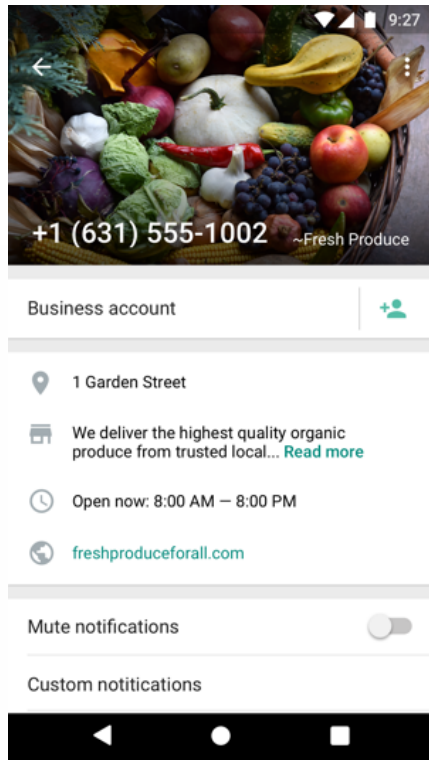 9:27
+1 (631) 555-1002 ~Fresh Produce
Business account
1 Garden Street
We deliver the highest quality organic
produce from trusted local... Read more
Open now: 8:00 AM — 8:00 PM
freshproduceforall.com
Mute notifications
Custom notitications